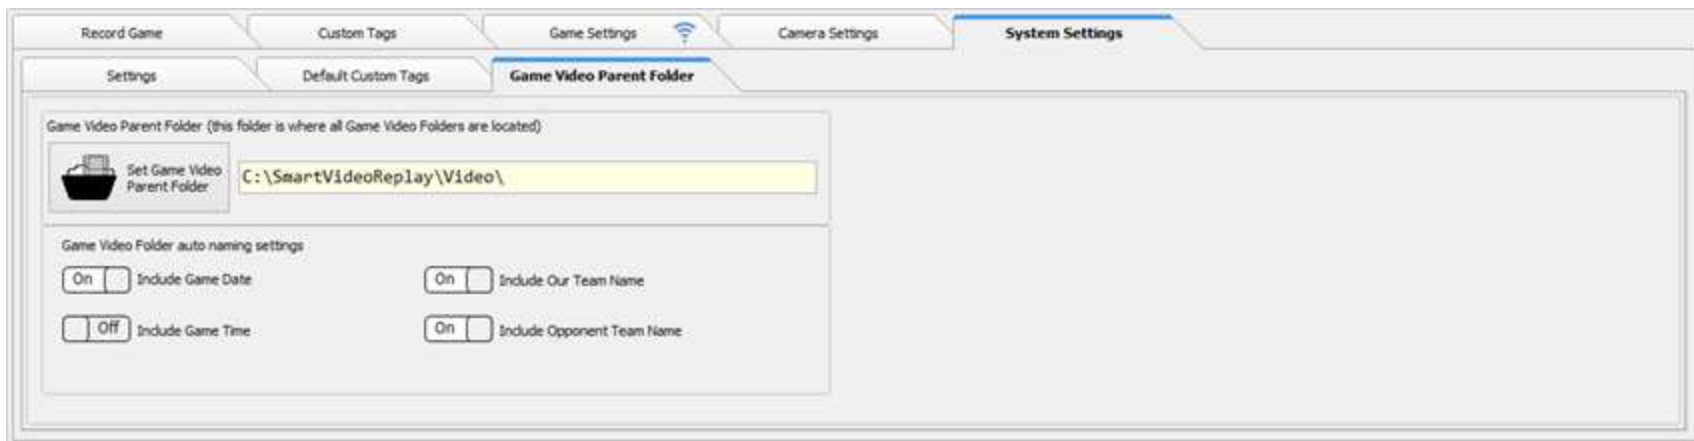 Record Game
Custom Tags
Game Settings
Camera Settings
System Settings
Settings
Default Custom Tags
Game Video Parent Folder
Game Video Parent Folder (this folder is where all Game Video Folders are located)
Set Game Video
Parent Folder
C:\SmartVideoReplay\Video\
Game Video Folder auto naming settings
On Include Game Date
On Include Our Team Name
Off Include Game Time
On Include Opponent Team Name